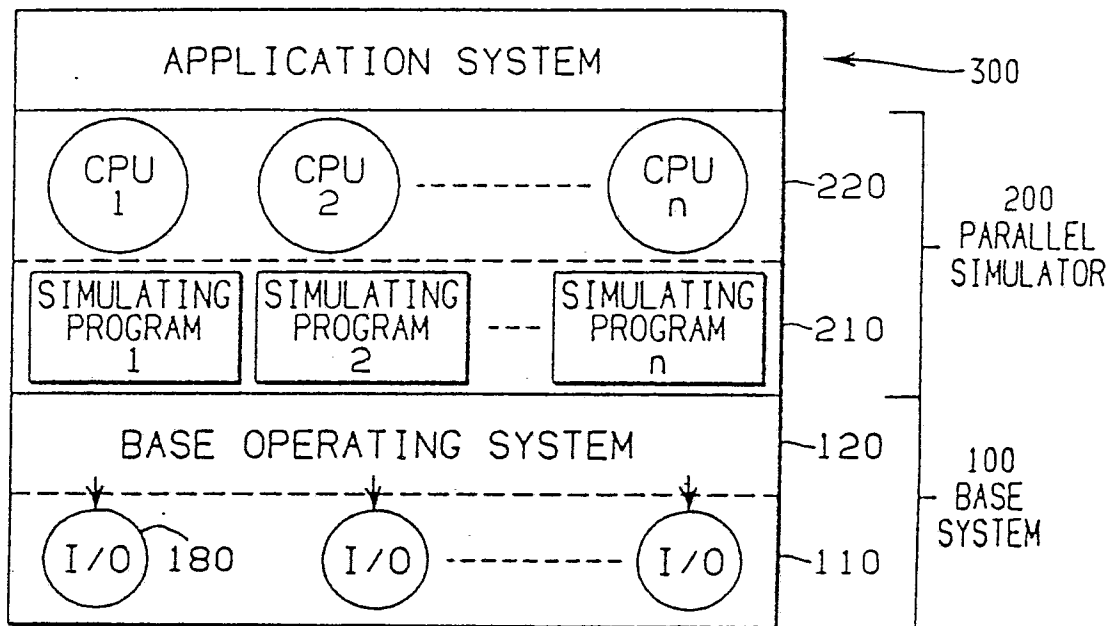 APPLICATION SYSTEM
300
CPU
1
CPU
2
CPU
n
220
200
PARALLEL
SIMULATOR
SIMULATING
PROGRAM
1
SIMULATING
PROGRAM
2
SIMULATING
PROGRAM
n
210
BASE OPERATING SYSTEM
120
100
BASE
SYSTEM
I/O
180
I/O
I/O
110